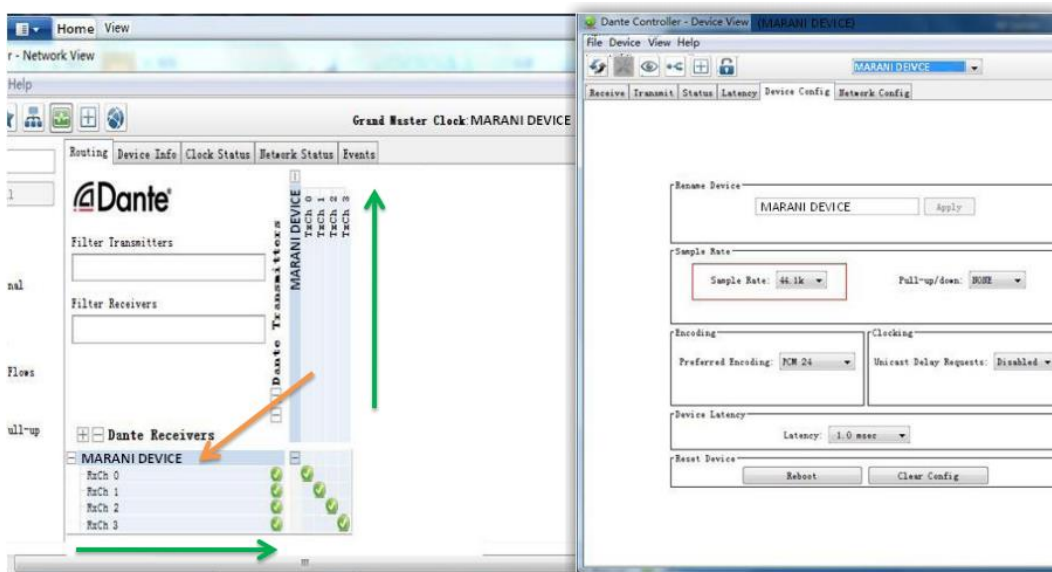 Home View
r - Network View
Help
Grand Master Clock: MARANI DEVICE
Routing Device Info Clock Status Network Status Events
Dante®
Filter Transmitters
Filter Receivers
nal
Flows
ull-up
Dante Transmitters
MARANI DEVICE
TxCh 0
TxCh 1
TxCh 2
TxCh 3
Dante Receivers
MARANI DEVICE
RxCh 0
RxCh 1
RxCh 2
RxCh 3
Dante Controller - Device View (MARANI DEVICE)
File Device View Help
MARANI DEIVCE
Receive Transmit Status Latency Device Config Network Config
Rename Device
MARANI DEVICE Apply
Sample Rate
Sample Rate: 44.1k Pull-up/down: NONE
Encoding
Preferred Encoding: PCM 24
Clocking
Unicast Delay Requests: Disabled
Device Latency
Latency: 1.0 msec
Reset Device
Reboot Clear Config